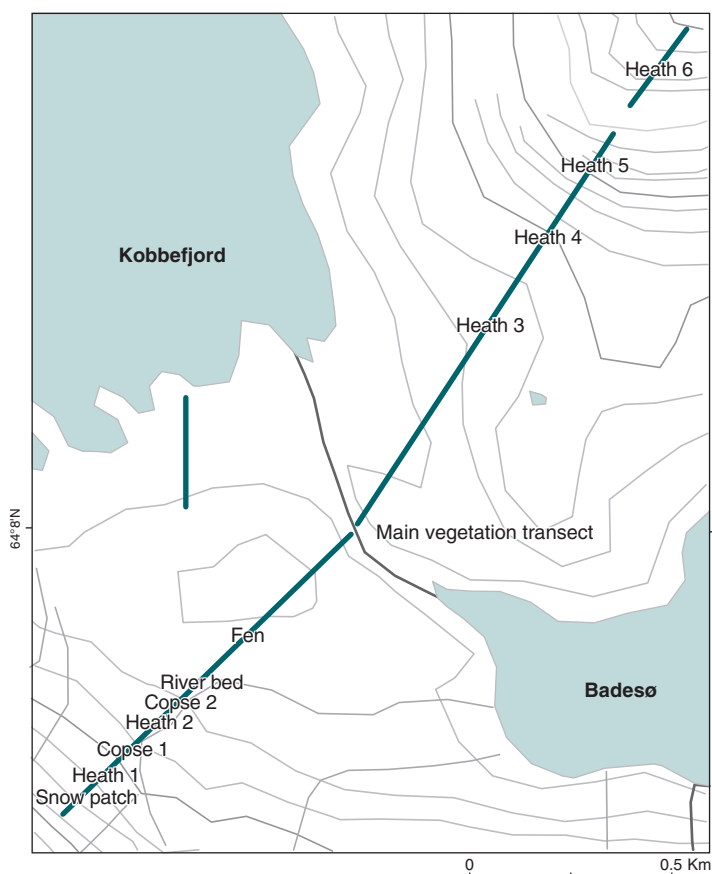 Heath 6
Heath 5
Heath 4
Kobbefjord
Heath 3
64°8'N
Main vegetation transect
Fen
River bed
Badesø
Copse 2
Heath 2
Copse 1
Heath 1
Snow patch
0 0.5 Km